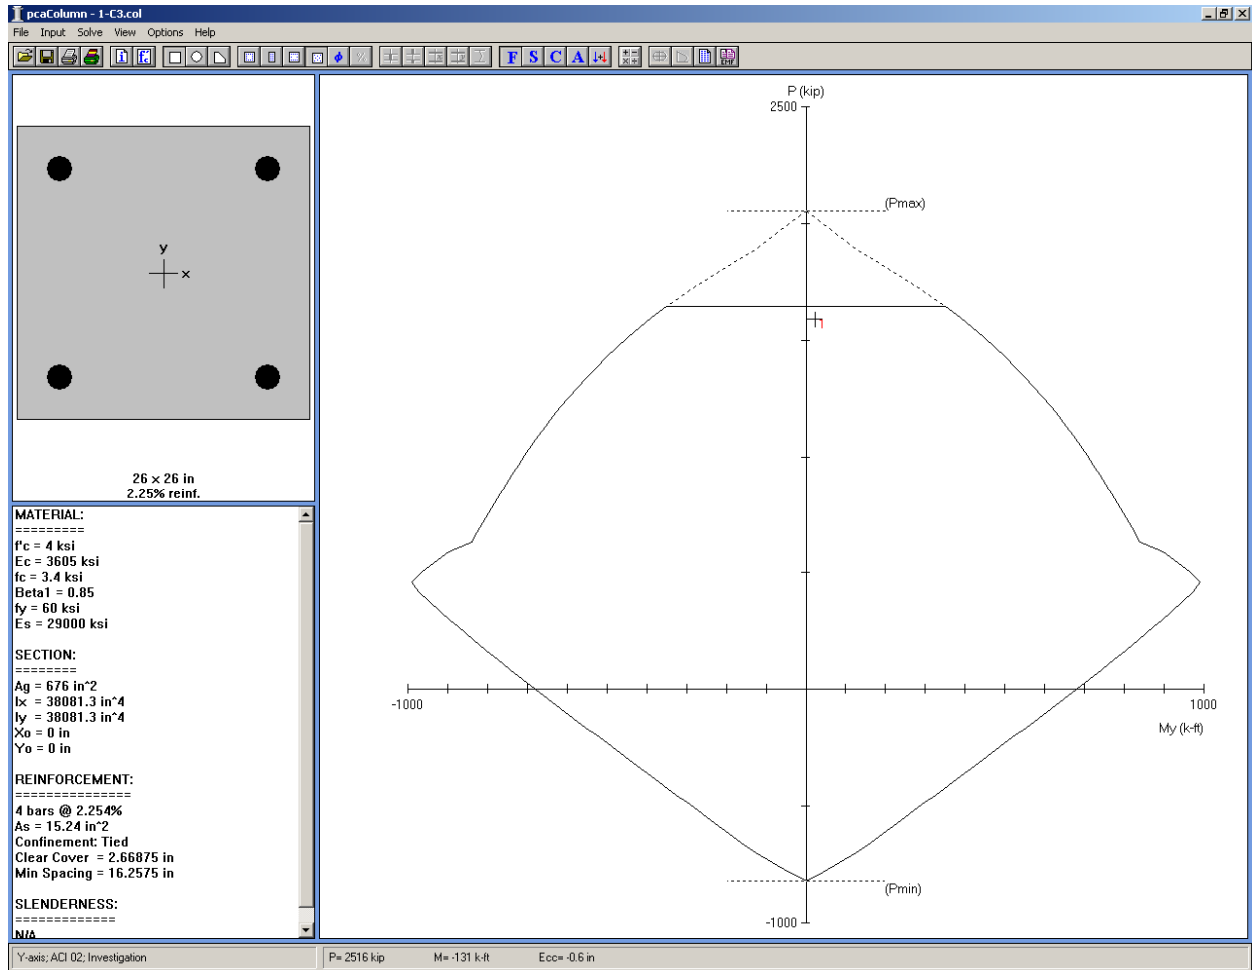 pcaColumn - 1-C3.col
File Input Solve View Options Help
i fc φ F S C A EMF
y
x
26 x 26 in
2.25% reinf.
MATERIAL:
=========
f'c = 4 ksi
Ec = 3605 ksi
fc = 3.4 ksi
Beta1 = 0.85
fy = 60 ksi
Es = 29000 ksi
SECTION:
========
Ag = 676 in^2
Ix = 38081.3 in^4
Iy = 38081.3 in^4
Xo = 0 in
Yo = 0 in
REINFORCEMENT:
===============
4 bars @ 2.254%
As = 15.24 in^2
Confinement: Tied
Clear Cover = 2.66875 in
Min Spacing = 16.2575 in
SLENDERNESS:
=============
N/A
P (kip)
2500
(Pmax)
1
-1000
1000
My (k-ft)
(Pmin)
-1000
Y-axis; ACI 02; Investigation
P= 2516 kip M= -131 k-ft Ecc= -0.6 in